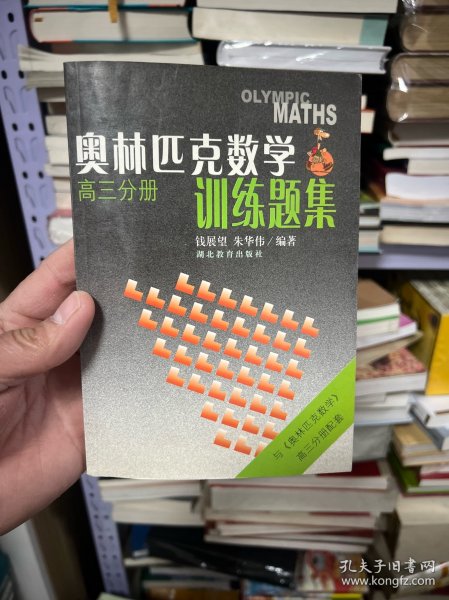 OLYMPIC
MATHS
奥林匹克数学
高三分册
训练题集
钱展望 朱华伟/编著
湖北教育出版社
与《奥林匹克数学》
高三分册配套
孔夫子旧书网
www.kongfz.com